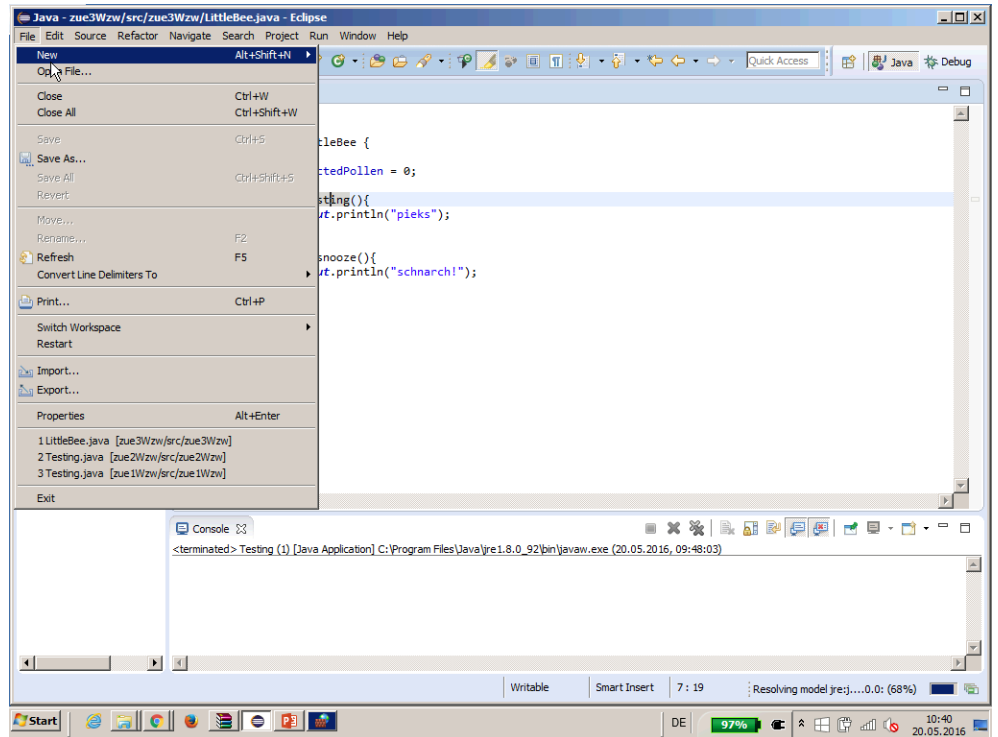 Java - zue3Wzw/src/zue3Wzw/LittleBee.java - Eclipse
File Edit Source Refactor Navigate Search Project Run Window Help
New Alt+Shift+N
Open File...
Quick Access
Java
Debug
Close Ctrl+W
Close All Ctrl+Shift+W
Save Ctrl+S
Save As...
Save All Ctrl+Shift+S
Revert
Move...
Rename... F2
Refresh F5
Convert Line Delimiters To
Print... Ctrl+P
Switch Workspace
Restart
Import...
Export...
Properties Alt+Enter
1 LittleBee.java [zue3Wzw/src/zue3Wzw]
2 Testing.java [zue2Wzw/src/zue2Wzw]
3 Testing.java [zue1Wzw/src/zue1Wzw]
Exit
tleBee {
ctedPollen = 0;
sting(){
ut.println("pieks");
snooze(){
ut.println("schnarch!");
Console
<terminated> Testing (1) [Java Application] C:\Program Files\Java\jre1.8.0_92\bin\javaw.exe (20.05.2016, 09:48:03)
Writable Smart Insert 7 : 19 Resolving model jre:j....0.0: (68%)
Start
DE 97% 10:40
20.05.2016